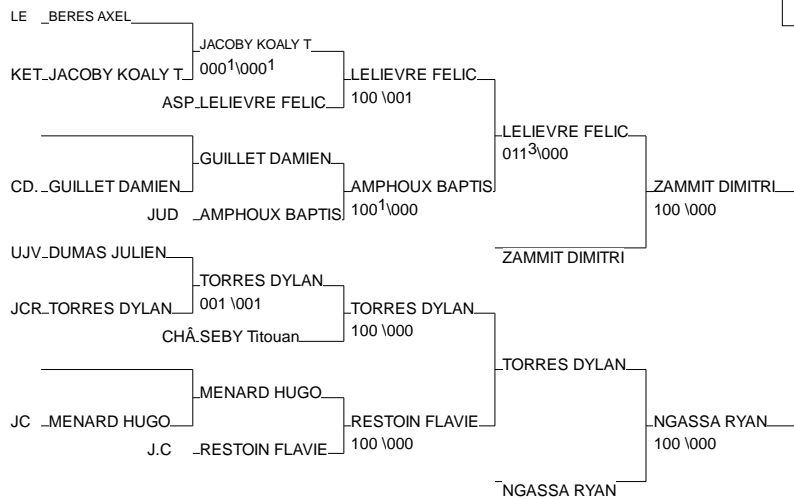 LE BERES AXEL
JACOBY KOALY T
000¹\000¹
KET JACOBY KOALY T
LELIEVRE FELIC
100 \001
ASP LELIEVRE FELIC
LELIEVRE FELIC
011³\000
GUILLET DAMIEN
CD. GUILLET DAMIEN
AMPHOUX BAPTIS
100¹\000
ZAMMIT DIMITRI
100 \000
JUD AMPHOUX BAPTIS
UJV DUMAS JULIEN
ZAMMIT DIMITRI
TORRES DYLAN
001 \001
JCR TORRES DYLAN
TORRES DYLAN
100 \000
CHÂ SEBY Titouan
TORRES DYLAN
MENARD HUGO
JC MENARD HUGO
RESTOIN FLAVIE
100 \000
NGASSA RYAN
100 \000
J.C RESTOIN FLAVIE
NGASSA RYAN